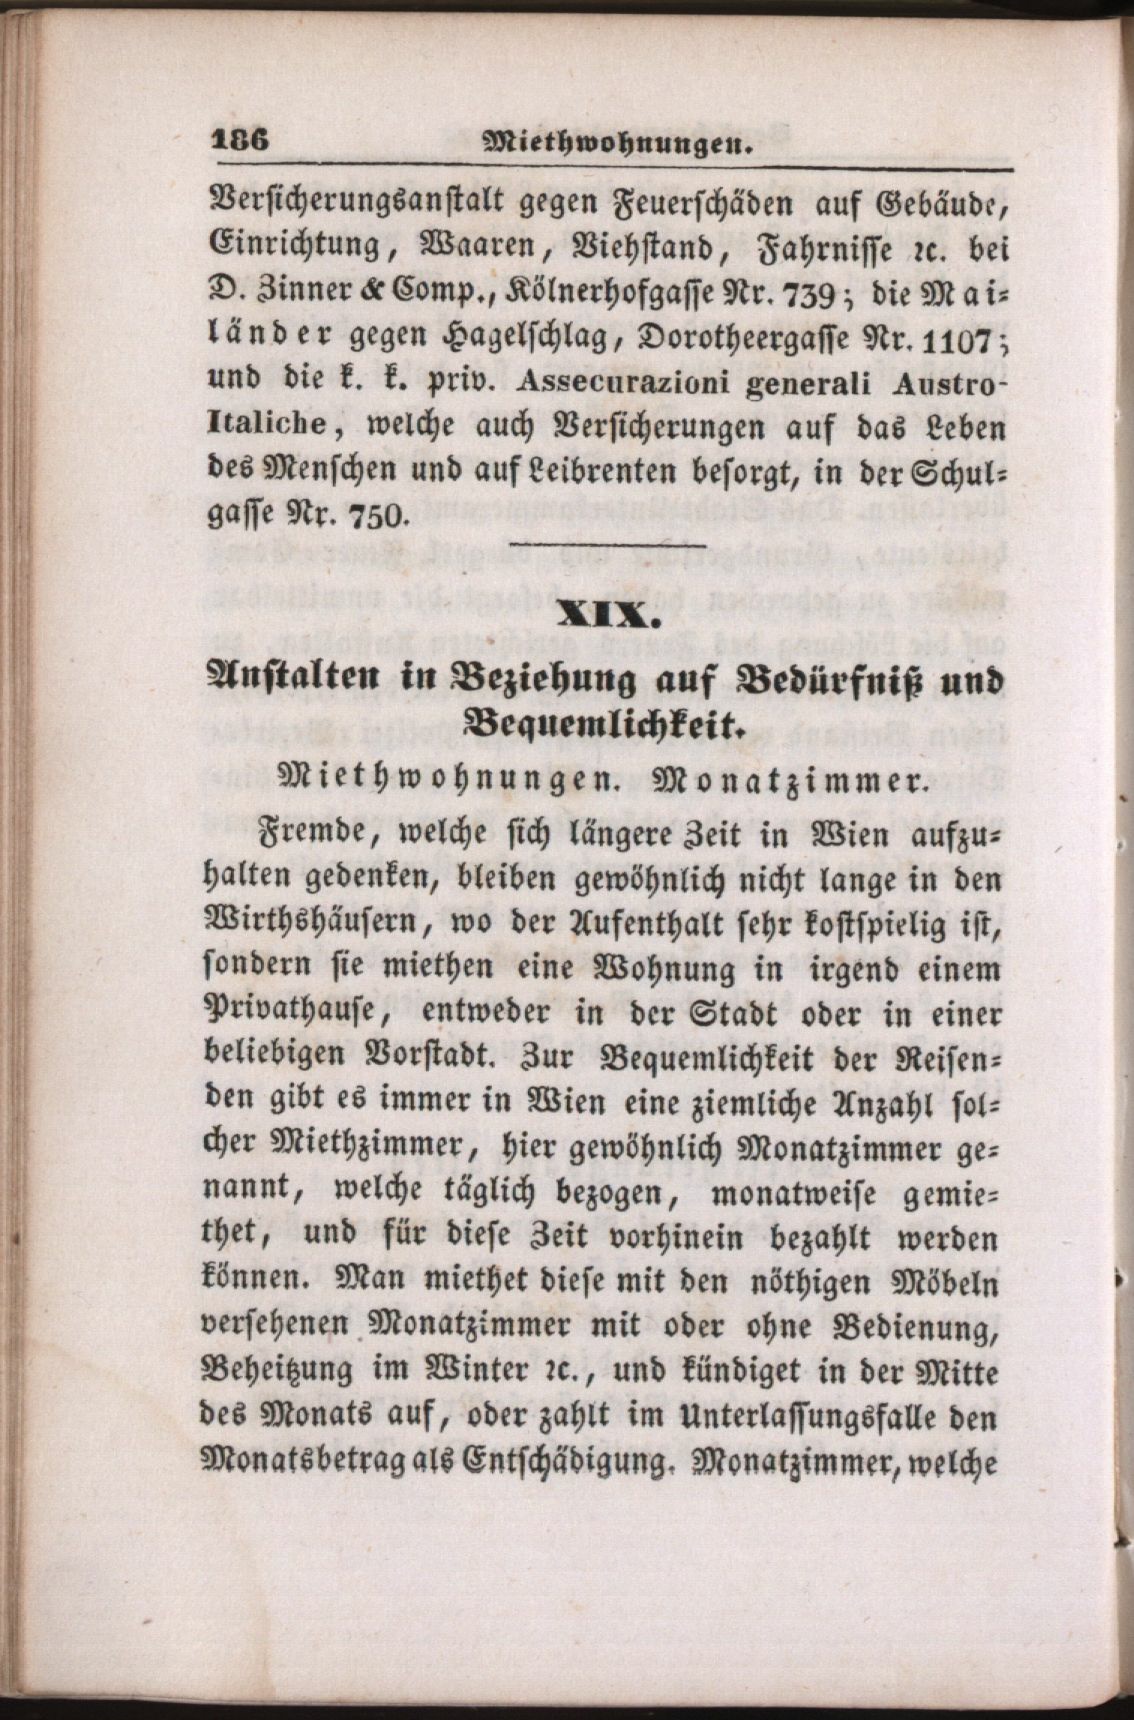 186 Miethwohnungen.
Versicherungsanstalt gegen Feuerschäden auf Gebäude,
Einrichtung, Waaren, Viehstand, Fahrnisse ꝛc. bei
D. Zinner & Comp., Kölnerhofgasse Nr. 739; die Mai-
länder gegen Hagelschlag, Dorotheergasse Nr. 1107;
und die k. k. priv. Assecurazioni generali Austro-
Italiche, welche auch Versicherungen auf das Leben
des Menschen und auf Leibrenten besorgt, in der Schul-
gasse Nr. 750.
XIX.
Anstalten in Beziehung auf Bedürfniß und
Bequemlichkeit.
Miethwohnungen. Monatzimmer.
Fremde, welche sich längere Zeit in Wien aufzu-
halten gedenken, bleiben gewöhnlich nicht lange in den
Wirthshäusern, wo der Aufenthalt sehr kostspielig ist,
sondern sie miethen eine Wohnung in irgend einem
Privathause, entweder in der Stadt oder in einer
beliebigen Vorstadt. Zur Bequemlichkeit der Reisen-
den gibt es immer in Wien eine ziemliche Anzahl sol-
cher Miethzimmer, hier gewöhnlich Monatzimmer ge-
nannt, welche täglich bezogen, monatweise gemie-
thet, und für diese Zeit vorhinein bezahlt werden
können. Man miethet diese mit den nöthigen Möbeln
versehenen Monatzimmer mit oder ohne Bedienung,
Beheitzung im Winter ꝛc., und kündiget in der Mitte
des Monats auf, oder zahlt im Unterlassungsfalle den
Monatsbetrag als Entschädigung. Monatzimmer, welche